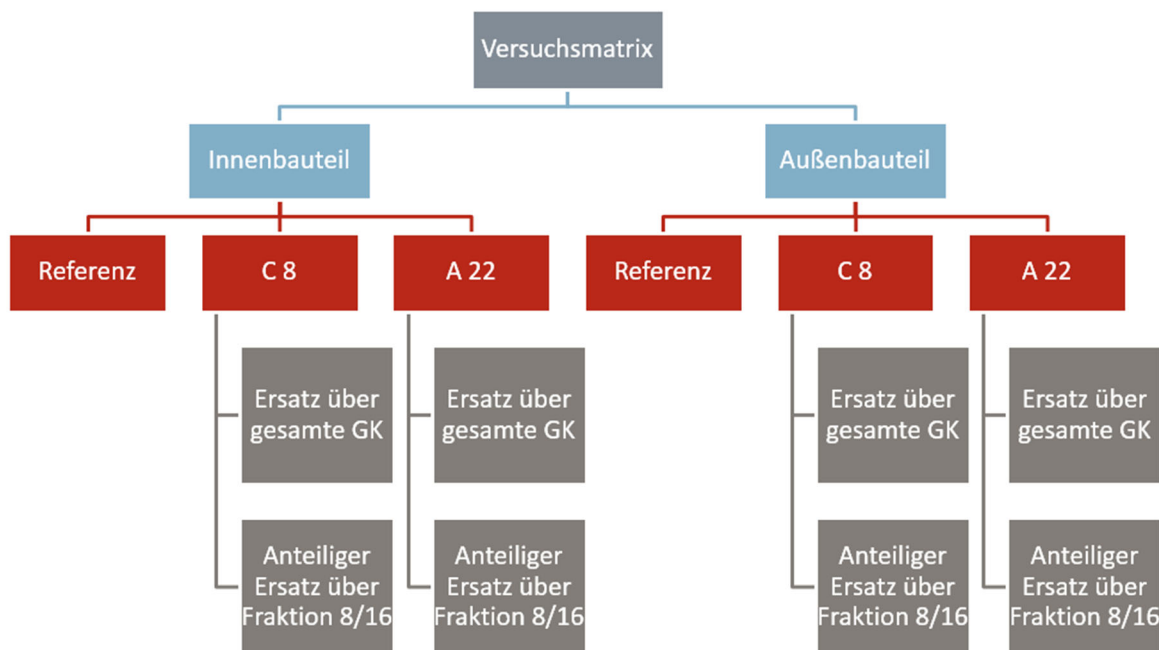 Versuchsmatrix
Innenbauteil
Außenbauteil
Referenz
C 8
A 22
Referenz
C 8
A 22
Ersatz über
gesamte GK
Ersatz über
gesamte GK
Ersatz über
gesamte GK
Ersatz über
gesamte GK
Anteiliger
Ersatz über
Fraktion 8/16
Anteiliger
Ersatz über
Fraktion 8/16
Anteiliger
Ersatz über
Fraktion 8/16
Anteiliger
Ersatz über
Fraktion 8/16